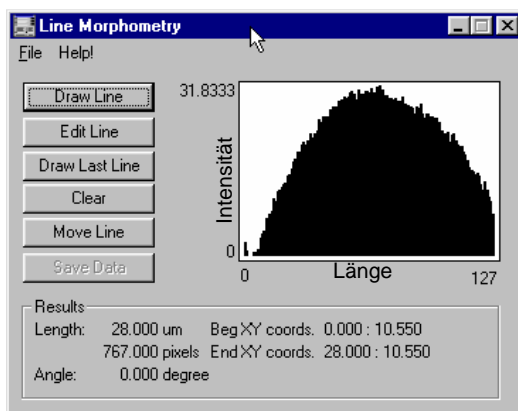 Line Morphometry
File Help!
Draw Line
Edit Line
Draw Last Line
Clear
Move Line
Save Data
31.8333
Intensität
0
0 Länge 127
Results
Length: 28.000 um Beg XY coords. 0.000 : 10.550
767.000 pixels End XY coords. 28.000 : 10.550
Angle: 0.000 degree